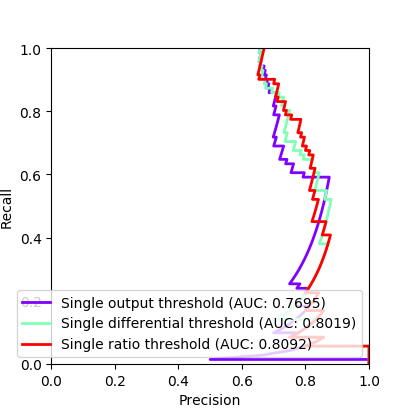 1.0
0.8
0.6
0.4
0.2
0.0
Recall
Single output threshold (AUC: 0.7695)
Single differential threshold (AUC: 0.8019)
Single ratio threshold (AUC: 0.8092)
0.0 0.2 0.4 0.6 0.8 1.0
Precision